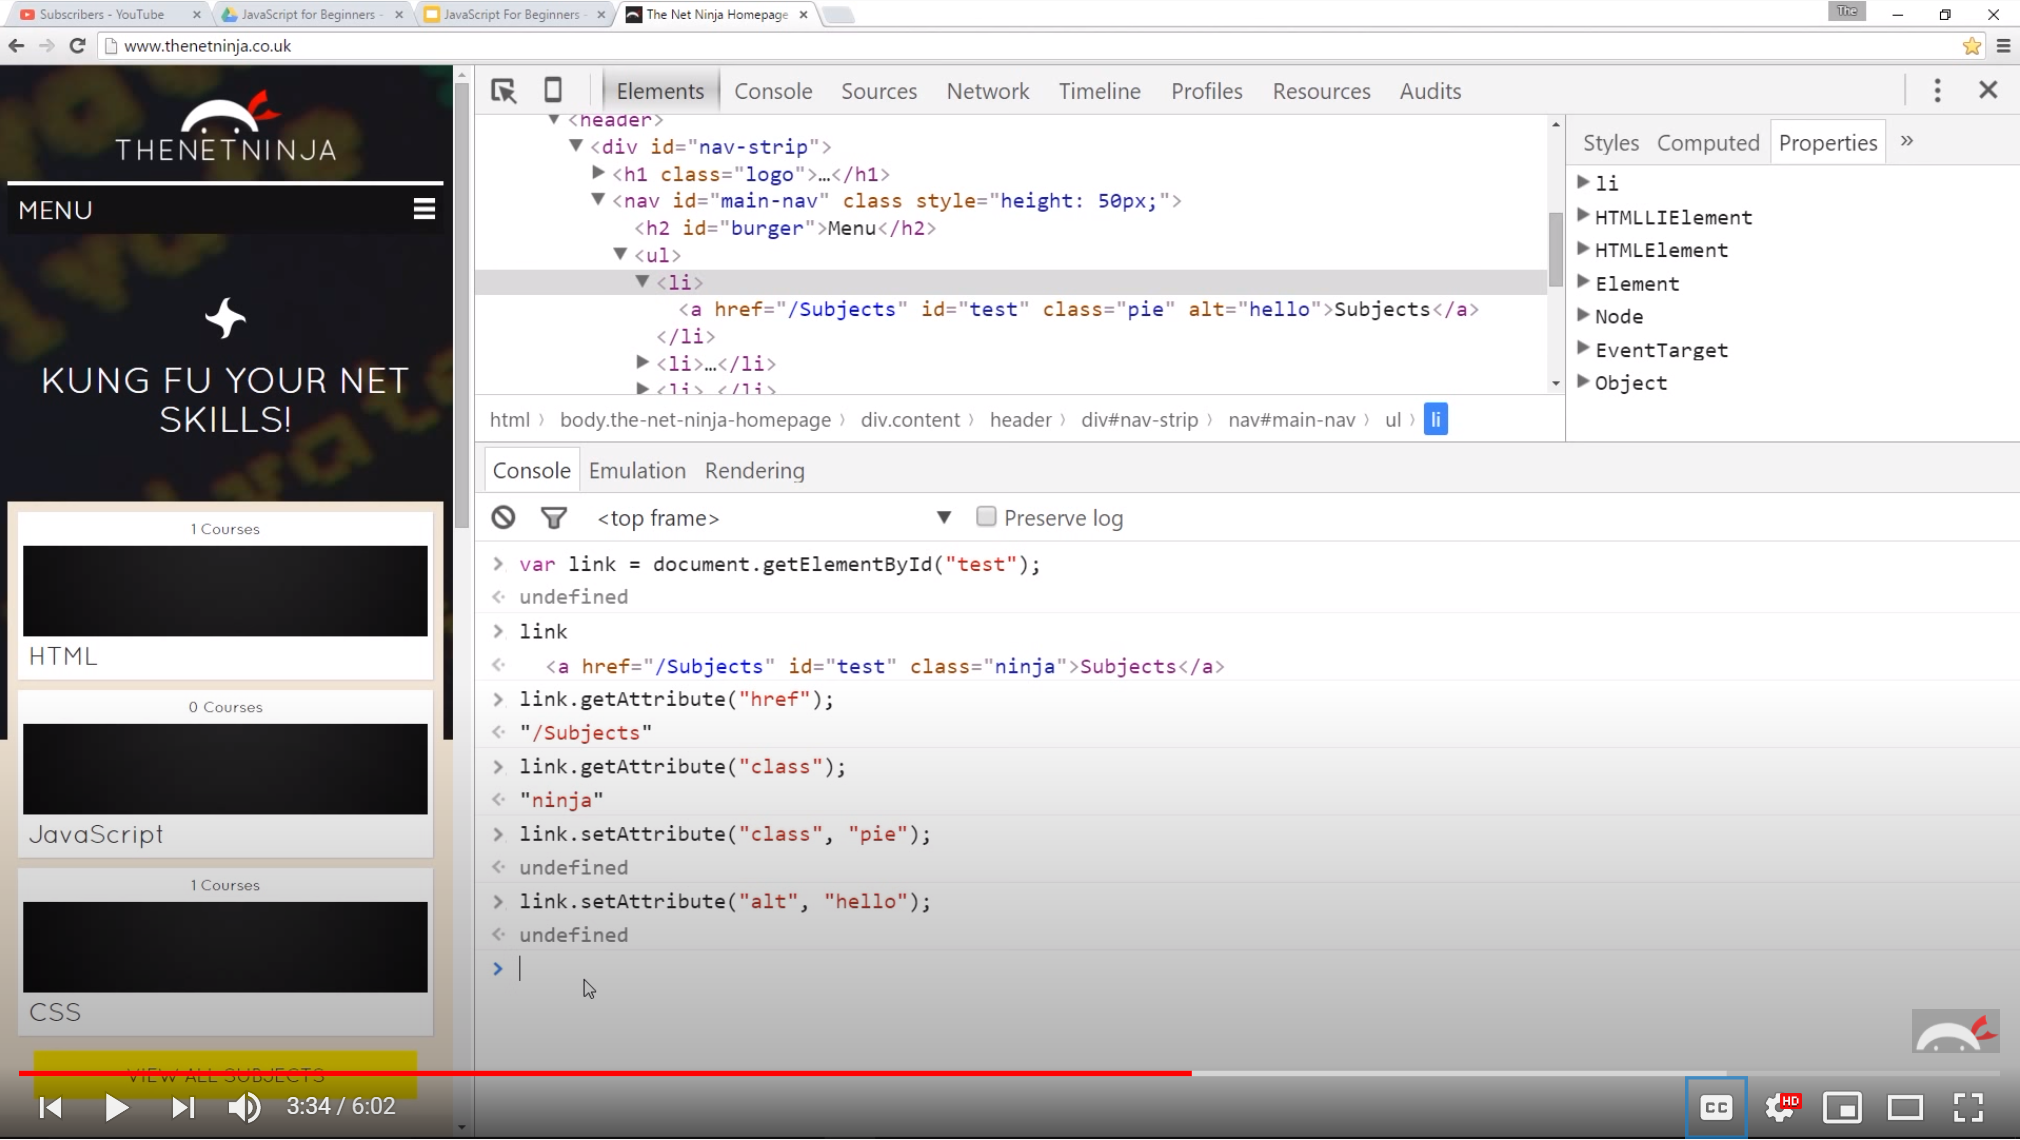 Subscribers - YouTube
JavaScript for Beginners -
JavaScript For Beginners -
The Net Ninja Homepage
The
www.thenetninja.co.uk
THENETNINJA
MENU
KUNG FU YOUR NET
SKILLS!
1 Courses
HTML
0 Courses
JavaScript
1 Courses
CSS
VIEW ALL SUBJECTS
Elements Console Sources Network Timeline Profiles Resources Audits
<header>
<div id="nav-strip">
<h1 class="logo">…</h1>
<nav id="main-nav" class style="height: 50px;">
<h2 id="burger">Menu</h2>
<ul>
<li>
<a href="/Subjects" id="test" class="pie" alt="hello">Subjects</a>
</li>
<li>…</li>
<li>…</li>
html body.the-net-ninja-homepage div.content header div#nav-strip nav#main-nav ul li
Styles Computed Properties »
li
HTMLLIElement
HTMLElement
Element
Node
EventTarget
Object
Console Emulation Rendering
<top frame> Preserve log
var link = document.getElementById("test");
undefined
link
<a href="/Subjects" id="test" class="ninja">Subjects</a>
link.getAttribute("href");
"/Subjects"
link.getAttribute("class");
"ninja"
link.setAttribute("class", "pie");
undefined
link.setAttribute("alt", "hello");
undefined
3:34 / 6:02
CC
HD